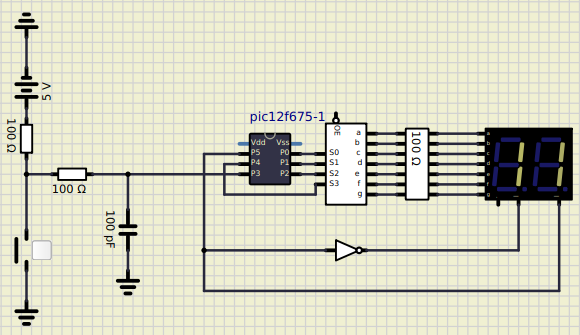 5 V
100 Ω
pic12f675-1
Vdd Vss
P5 P0
P4 P1
P3 P2
OE
a
b
S0 c
S1 d
S2 e
S3 f
g
100 Ω
a
b
c
d
e
f
g
100 Ω
100 pF